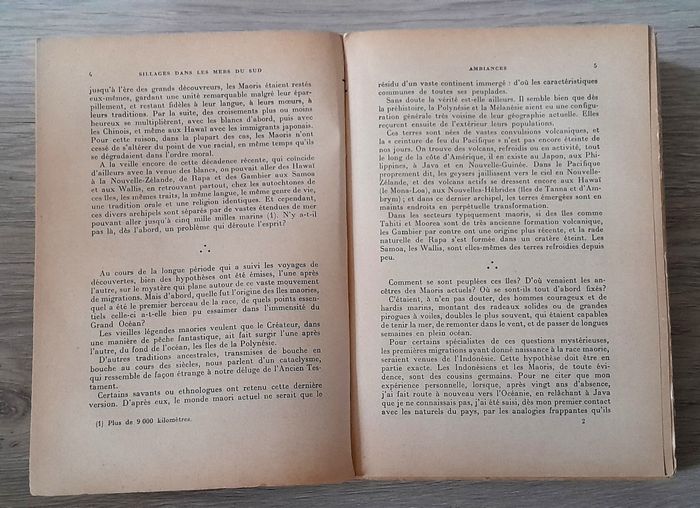 4 SILLAGES DANS LES MERS DU SUD
jusqu'à l'ère des grands découvreurs, les Maoris étaient restés
eux-mêmes, gardant une unité remarquable malgré leur épar-
pillement, et restant fidèles à leur langue, à leurs mœurs, à
leurs traditions. Par la suite, des croisements plus ou moins
heureux se multiplièrent, avec les blancs d'abord, puis avec
les Chinois, et même aux Hawaï avec les immigrants japonais.
Pour cette raison, dans la plupart des cas, les Maoris n'ont
cessé de s'altérer du point de vue racial, en même temps qu'ils
se dégradaient dans l'ordre moral.
A la veille encore de cette décadence récente, qui coïncide
d'ailleurs avec la venue des blancs, on pouvait aller des Hawaï
à la Nouvelle-Zélande, de Rapa et des Gambier aux Samoa
et aux Wallis, en retrouvant partout, chez les autochtones de
ces îles, les mêmes traits, la même langue, le même genre de vie,
une tradition orale et une religion identiques. Et cependant,
ces divers archipels sont séparés par de vastes étendues de mer
pouvant aller jusqu'à cinq mille milles marins (1). N'y a-t-il
pas là, dès l'abord, un problème qui déroute l'esprit?
Au cours de la longue période qui a suivi les voyages de
découvertes, bien des hypothèses ont été émises, l'une après
l'autre, sur le mystère qui plane autour de ce vaste mouvement
de migrations. Mais d'abord, quelle fut l'origine des îles maories,
quel a été le premier berceau de la race, de quels points essen-
tiels celle-ci a-t-elle bien pu essaimer dans l'immensité du
Grand Océan?
Les vieilles légendes maories veulent que le Créateur, dans
une manière de pêche fantastique, ait fait surgir l'une après
l'autre, du fond de l'océan, les îles de la Polynésie.
D'autres traditions ancestrales, transmises de bouche en
bouche au cours des siècles, nous parlent d'un cataclysme,
qui ressemble de façon étrange à notre déluge de l'Ancien Tes-
tament.
Certains savants ou ethnologues ont retenu cette dernière
version. D'après eux, le monde maori actuel ne serait que le
(1) Plus de 9 000 kilomètres.
AMBIANCES 5
résidu d'un vaste continent immergé : d'où les caractéristiques
communes de toutes ses peuplades.
Sans doute la vérité est-elle ailleurs. Il semble bien que dès
la préhistoire, la Polynésie et la Mélanésie aient eu une configu-
ration générale très voisine de leur géographie actuelle. Elles
reçurent ensuite de l'extérieur leurs populations.
Ces terres sont nées de vastes convulsions volcaniques, et
la « ceinture de feu du Pacifique » n'est pas encore éteinte de
nos jours. On trouve des volcans, refroidis ou en activité, tout
le long de la côte d'Amérique, il en existe au Japon, aux Phi-
lippines, à Java et en Nouvelle-Guinée. Dans le Pacifique
proprement dit, les geysers jaillissent vers le ciel en Nouvelle-
Zélande, et des volcans actifs se dressent encore aux Hawaï
(le Mona-Loa), aux Nouvelles-Hébrides (îles de Tanna et d'Am-
brym); et dans ce dernier archipel, les terres émergées sont en
maints endroits en perpétuelle transformation.
Dans les secteurs typiquement maoris, si des îles comme
Tahiti et Moorea sont de très ancienne formation volcanique,
les Gambier par contre ont une origine plus récente, et la rade
naturelle de Rapa s'est formée dans un cratère éteint. Les
Samoa, les Wallis, sont elles-mêmes des terres refroidies depuis
peu.
Comment se sont peuplées ces îles? D'où venaient les an-
cêtres des Maoris actuels? Où se sont-ils tout d'abord fixés?
C'étaient, à n'en pas douter, des hommes courageux et de
hardis marins, montant des radeaux solides ou de grandes
pirogues à voiles, doubles le plus souvent, qui étaient capables
de tenir la mer, de remonter dans le vent, et de passer de longues
semaines en plein océan.
Pour certains spécialistes de ces questions mystérieuses,
les premières migrations ayant donné naissance à la race maorie,
seraient venues de l'Indonésie. Cette hypothèse doit être en
partie exacte. Les Indonésiens et les Maoris, de toute évi-
dence, sont des cousins germains. Pour ne citer que mon
expérience personnelle, lorsque, après vingt ans d'absence,
j'ai fait route à nouveau vers l'Océanie, en relâchant à Java
que je ne connaissais pas, j'ai été saisi, dès mon premier contact
avec les naturels du pays, par les analogies frappantes qu'ils
2